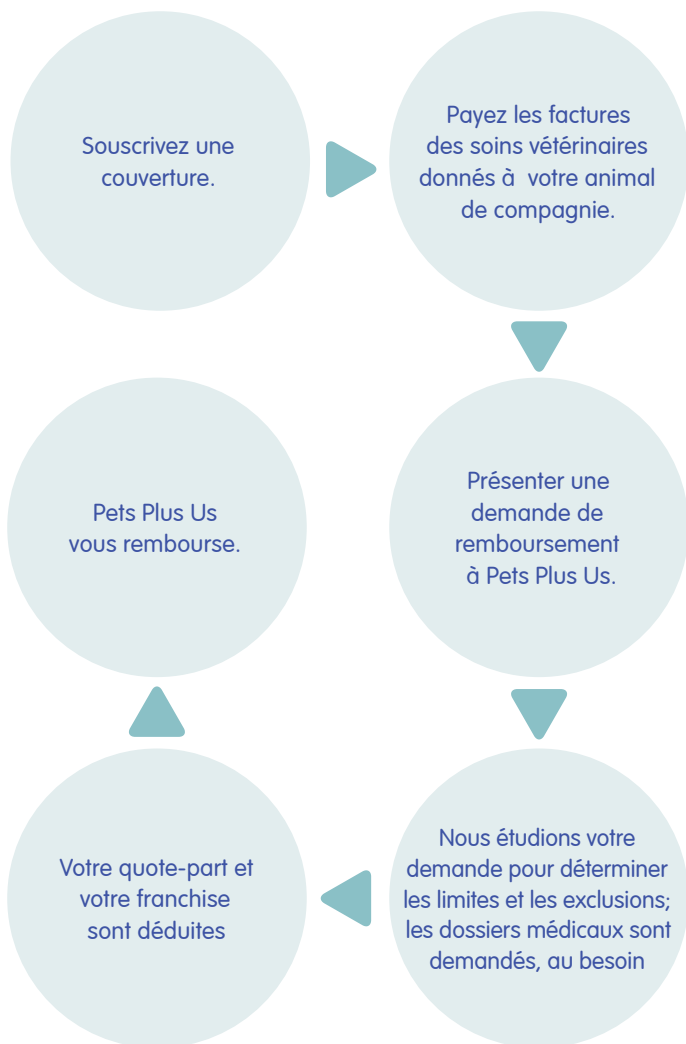 Souscrivez une
couverture.
Payez les factures
des soins vétérinaires
donnés à votre animal
de compagnie.
Présenter une
demande de
remboursement
à Pets Plus Us.
Nous étudions votre
demande pour déterminer
les limites et les exclusions;
les dossiers médicaux sont
demandés, au besoin
Votre quote-part et
votre franchise
sont déduites
Pets Plus Us
vous rembourse.